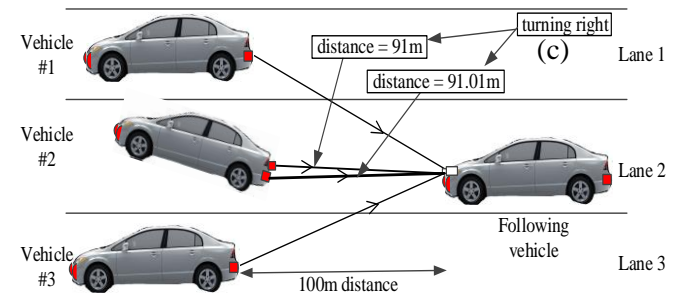 Vehicle
#1
turning right
(c)
distance = 91m
distance = 91.01m
Lane 1
Vehicle
#2
Lane 2
Following
vehicle
Vehicle
#3
100m distance
Lane 3